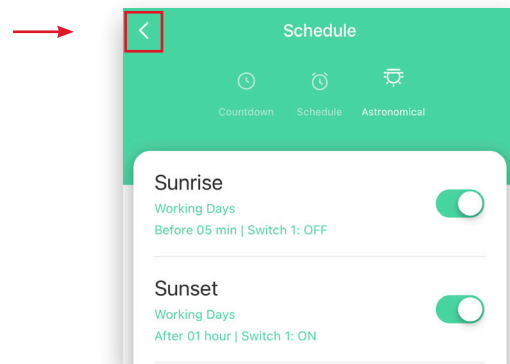 Schedule
Countdown Schedule Astronomical
Sunrise
Working Days
Before 05 min | Switch 1: OFF
Sunset
Working Days
After 01 hour | Switch 1: ON